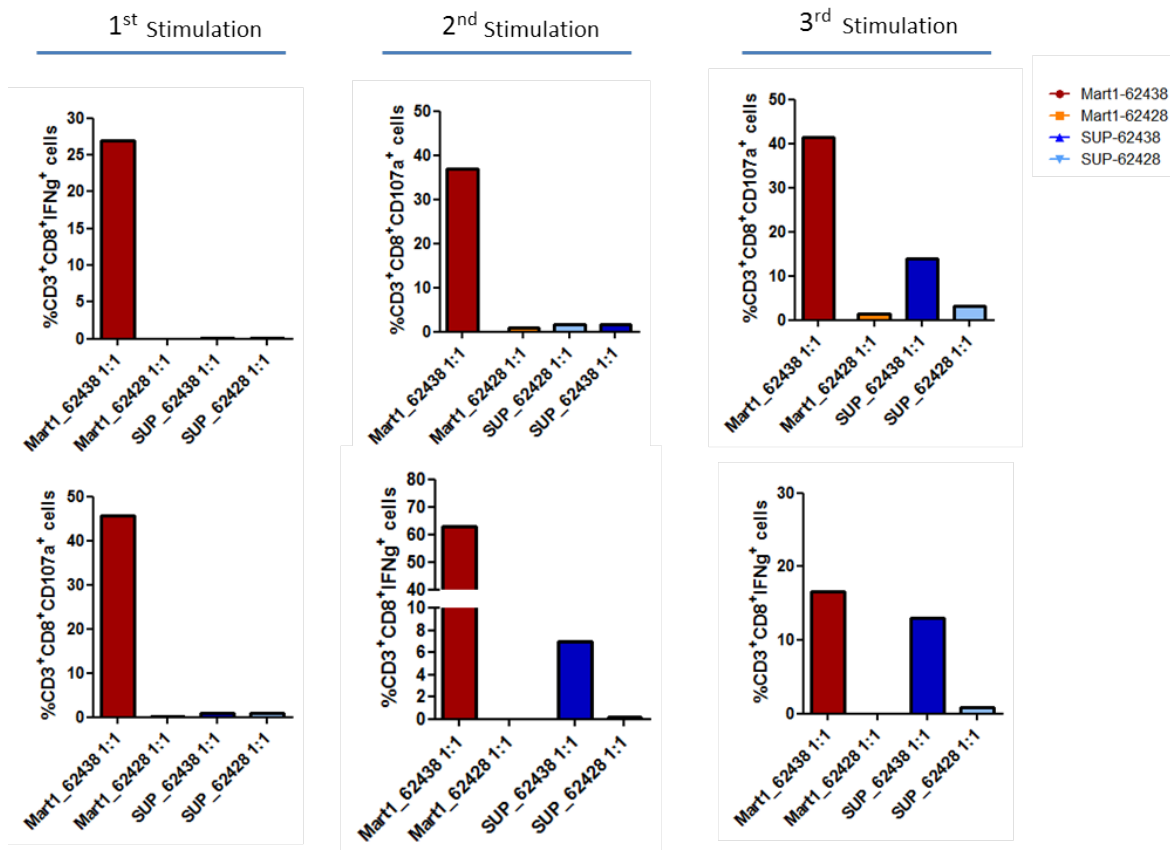 1st Stimulation
2nd Stimulation
3rd Stimulation
Mart1-62438
Mart1-62428
SUP-62438
SUP-62428
%CD3+CD8+IFNg+ cells
30
25
20
15
10
5
0
Mart1_62438 1:1
Mart1_62428 1:1
SUP_62438 1:1
SUP_62428 1:1
%CD3+CD8+CD107a+ cells
50
40
30
20
10
0
Mart1_62438 1:1
Mart1_62428 1:1
SUP_62428 1:1
SUP_62438 1:1
%CD3+CD8+CD107a+ cells
50
40
30
20
10
0
Mart1_62438 1:1
Mart1_62428 1:1
SUP_62438 1:1
SUP_62428 1:1
%CD3+CD8+CD107a+ cells
50
40
30
20
10
0
Mart1_62438 1:1
Mart1_62428 1:1
SUP_62438 1:1
SUP_62428 1:1
%CD3+CD8+IFNg+ cells
80
70
60
50
40
10
8
6
4
2
0
Mart1_62438 1:1
Mart1_62428 1:1
SUP_62438 1:1
SUP_62428 1:1
%CD3+CD8+IFNg+ cells
30
20
10
0
Mart1_62438 1:1
Mart1_62428 1:1
SUP_62438 1:1
SUP_62428 1:1